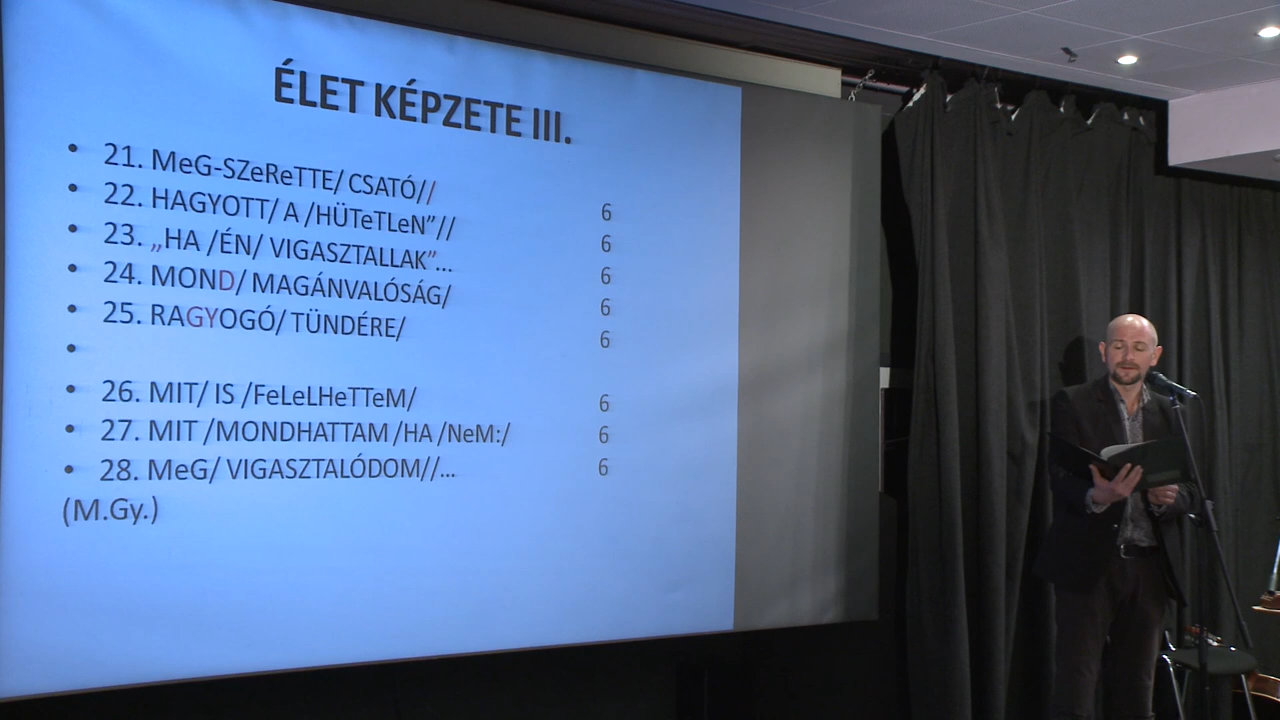 ÉLET KÉPZETE III.
• 21. MeG-SZeReTTE/ CSATÓ// 6
• 22. HAGYOTT/ A /HÜTeTLeN”// 6
• 23. „HA /ÉN/ VIGASZTALLAK”... 6
• 24. MOND/ MAGÁNVALÓSÁG/ 6
• 25. RAGYOGÓ/ TÜNDÉRE/ 6
•
• 26. MIT/ IS /FeLeLHeTTeM/ 6
• 27. MIT /MONDHATTAM /HA /NeM:/ 6
• 28. MeG/ VIGASZTALÓDOM//... 6
(M.Gy.)